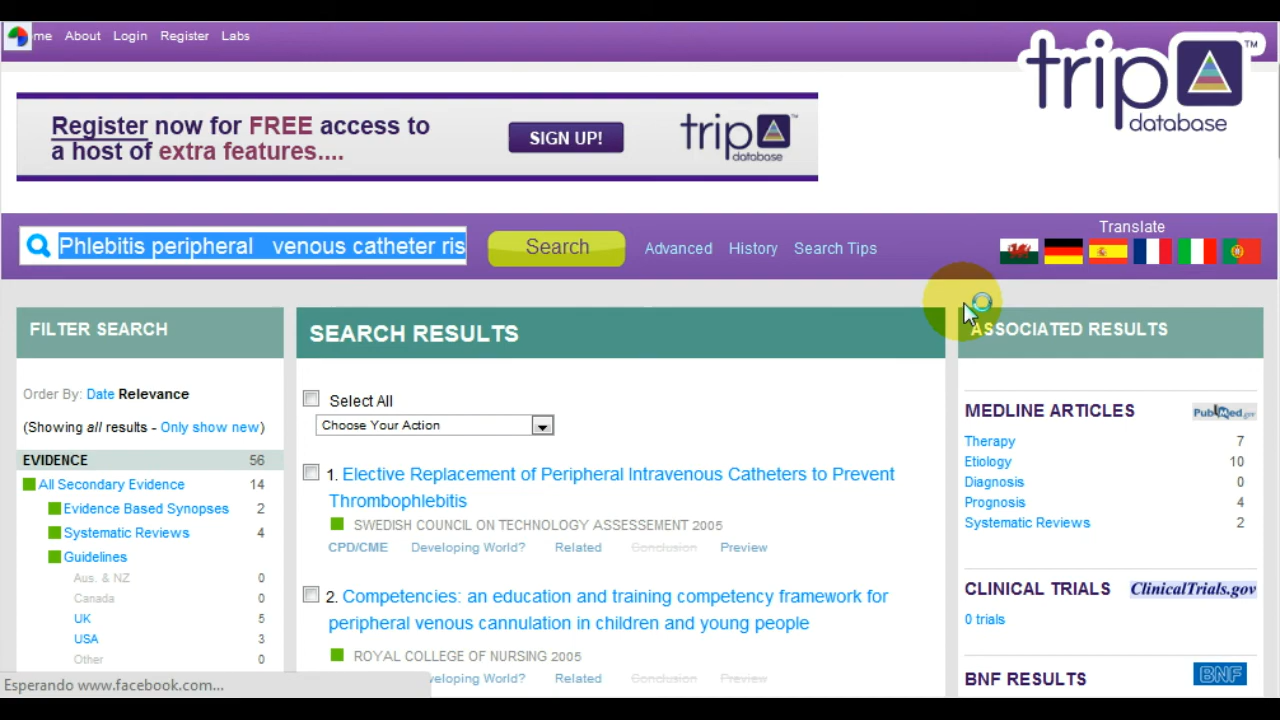 me About Login Register Labs
trip TM
database
Register now for FREE access to
a host of extra features....
SIGN UP!
trip TM
database
Translate
Phlebitis peripheral venous catheter ris
Search Advanced History Search Tips
FILTER SEARCH
Order By: Date Relevance
(Showing all results - Only show new)
EVIDENCE 56
All Secondary Evidence 14
Evidence Based Synopses 2
Systematic Reviews 4
Guidelines
Aus. & NZ 0
Canada 0
UK 5
USA 3
Other 0
SEARCH RESULTS
Select All
Choose Your Action
1. Elective Replacement of Peripheral Intravenous Catheters to Prevent
Thrombophlebitis
SWEDISH COUNCIL ON TECHNOLOGY ASSESSEMENT 2005
CPD/CME Developing World? Related Conclusion Preview
2. Competencies: an education and training competency framework for
peripheral venous cannulation in children and young people
ROYAL COLLEGE OF NURSING 2005
veloping World? Related Conclusion Preview
ASSOCIATED RESULTS
MEDLINE ARTICLES PubMed.gov
Therapy 7
Etiology 10
Diagnosis 0
Prognosis 4
Systematic Reviews 2
CLINICAL TRIALS ClinicalTrials.gov
0 trials
BNF RESULTS BNF
Esperando www.facebook.com...